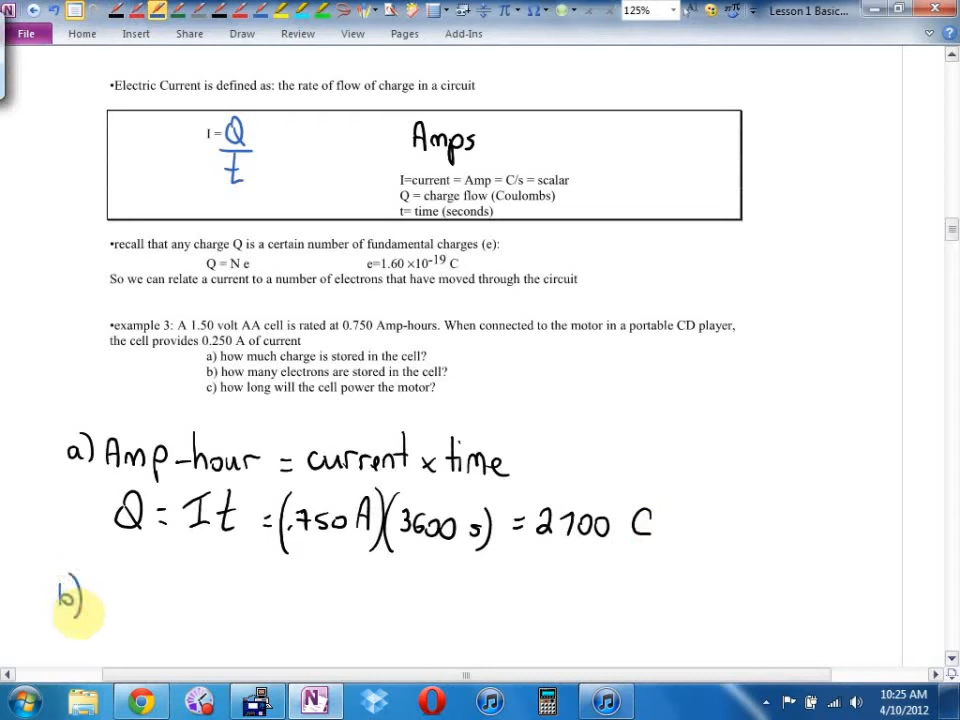 125% Lesson 1 Basic...
File Home Insert Share Draw Review View Pages Add-Ins
•Electric Current is defined as: the rate of flow of charge in a circuit
I = Q/t Amps
I=current = Amp = C/s = scalar
Q = charge flow (Coulombs)
t= time (seconds)
•recall that any charge Q is a certain number of fundamental charges (e):
Q = N e e=1.60 ×10⁻¹⁹ C
So we can relate a current to a number of electrons that have moved through the circuit
•example 3: A 1.50 volt AA cell is rated at 0.750 Amp-hours. When connected to the motor in a portable CD player,
the cell provides 0.250 A of current
a) how much charge is stored in the cell?
b) how many electrons are stored in the cell?
c) how long will the cell power the motor?
a) Amp-hour = current × time
Q = It = (.750A)(3600 s) = 2700 C
b)
10:25 AM
4/10/2012